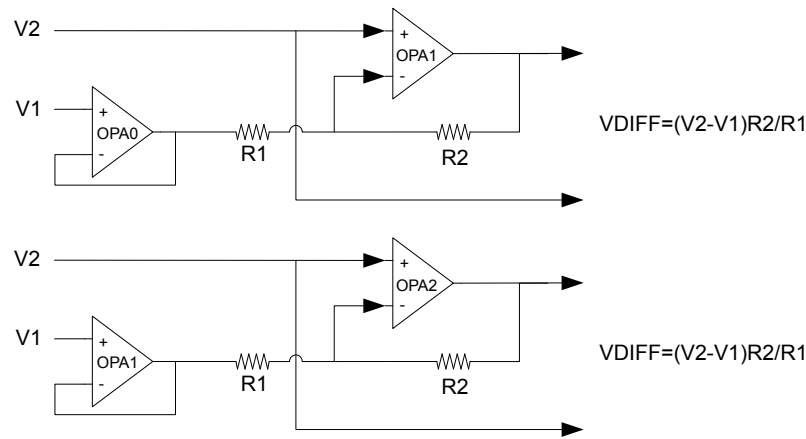 V2
+
OPA1
-
V1
+
OPA0
-
R1
R2
VDIFF=(V2-V1)R2/R1
V2
+
OPA2
-
V1
+
OPA1
-
R1
R2
VDIFF=(V2-V1)R2/R1